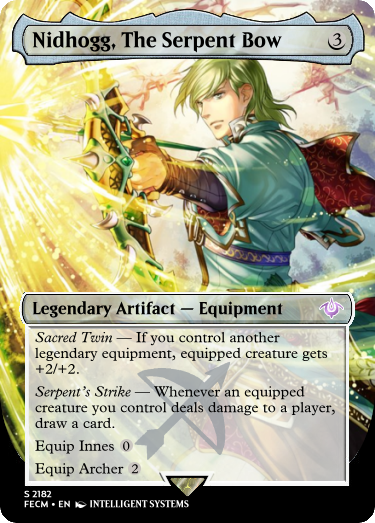 Nidhogg, The Serpent Bow 3
Legendary Artifact — Equipment
Sacred Twin — If you control another
legendary equipment, equipped creature gets
+2/+2.
Serpent's Strike — Whenever an equipped
creature you control deals damage to a player,
draw a card.
Equip Innes 0
Equip Archer 2
S 2182
FECM • EN INTELLIGENT SYSTEMS